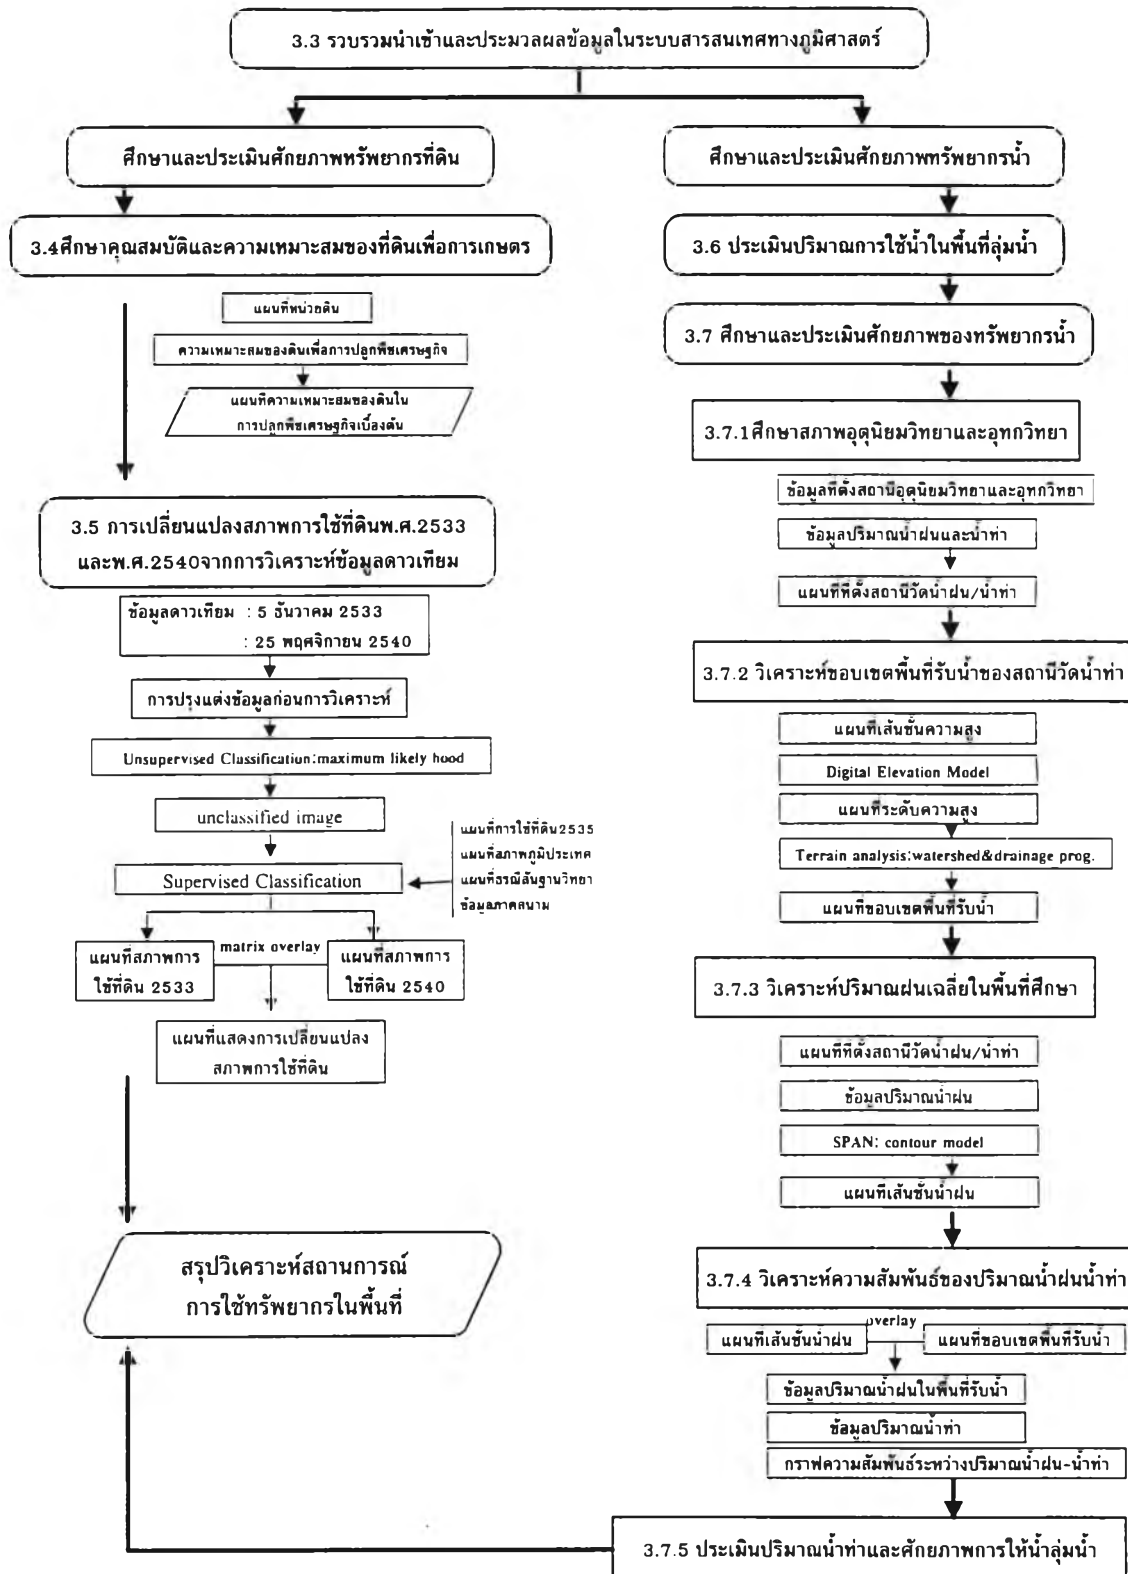 3.3 รวบรวมนำเข้าและประมวลผลข้อมูลในระบบสารสนเทศทางภูมิศาสตร์
ศึกษาและประเมินศักยภาพทรัพยากรที่ดิน
3.4ศึกษาคุณสมบัติและความเหมาะสมของที่ดินเพื่อการเกษตร
แผนที่หน่วยดิน
ความเหมาะสมของดินเพื่อการปลูกพืชเศรษฐกิจ
แผนที่ความเหมาะสมของดินใน
การปลูกพืชเศรษฐกิจเบื้องต้น
3.5 การเปลี่ยนแปลงสภาพการใช้ที่ดินพ.ศ.2533
และพ.ศ.2540จากการวิเคราะห์ข้อมูลดาวเทียม
ข้อมูลดาวเทียม : 5 ธันวาคม 2533
: 25 พฤศจิกายน 2540
การปรุงแต่งข้อมูลก่อนการวิเคราะห์
Unsupervised Classification:maximum likely hood
unclassified image
Supervised Classification
แผนที่การใช้ที่ดิน2535
แผนที่สภาพภูมิประเทศ
แผนที่ธรณีสันฐานวิทยา
ข้อมูลภาคสนาม
แผนที่สภาพการ
ใช้ที่ดิน 2533
matrix overlay
แผนที่สภาพการ
ใช้ที่ดิน 2540
แผนที่แสดงการเปลี่ยนแปลง
สภาพการใช้ที่ดิน
สรุปวิเคราะห์สถานการณ์
การใช้ทรัพยากรในพื้นที่
ศึกษาและประเมินศักยภาพทรัพยากรน้ำ
3.6 ประเมินปริมาณการใช้น้ำในพื้นที่ลุ่มน้ำ
3.7 ศึกษาและประเมินศักยภาพของทรัพยากรน้ำ
3.7.1ศึกษาสภาพอุตุนิยมวิทยาและอุทกวิทยา
ข้อมูลที่ตั้งสถานีอุตุนิยมวิทยาและอุทกวิทยา
ข้อมูลปริมาณน้ำฝนและน้ำท่า
แผนที่ที่ตั้งสถานีวัดน้ำฝน/น้ำท่า
3.7.2 วิเคราะห์ขอบเขตพื้นที่รับน้ำของสถานีวัดน้ำท่า
แผนที่เส้นชั้นความสูง
Digital Elevation Model
แผนที่ระดับความสูง
Terrain analysis:watershed&drainage prog.
แผนที่ขอบเขตพื้นที่รับน้ำ
3.7.3 วิเคราะห์ปริมาณฝนเฉลี่ยในพื้นที่ศึกษา
แผนที่ที่ตั้งสถานีวัดน้ำฝน/น้ำท่า
ข้อมูลปริมาณน้ำฝน
SPAN: contour model
แผนที่เส้นชั้นน้ำฝน
3.7.4 วิเคราะห์ความสัมพันธ์ของปริมาณน้ำฝนน้ำท่า
overlay
แผนที่เส้นชั้นน้ำฝน
แผนที่ขอบเขตพื้นที่รับน้ำ
ข้อมูลปริมาณน้ำฝนในพื้นที่รับน้ำ
ข้อมูลปริมาณน้ำท่า
กราฟความสัมพันธ์ระหว่างปริมาณน้ำฝน-น้ำท่า
3.7.5 ประเมินปริมาณน้ำท่าและศักยภาพการให้น้ำลุ่มน้ำ